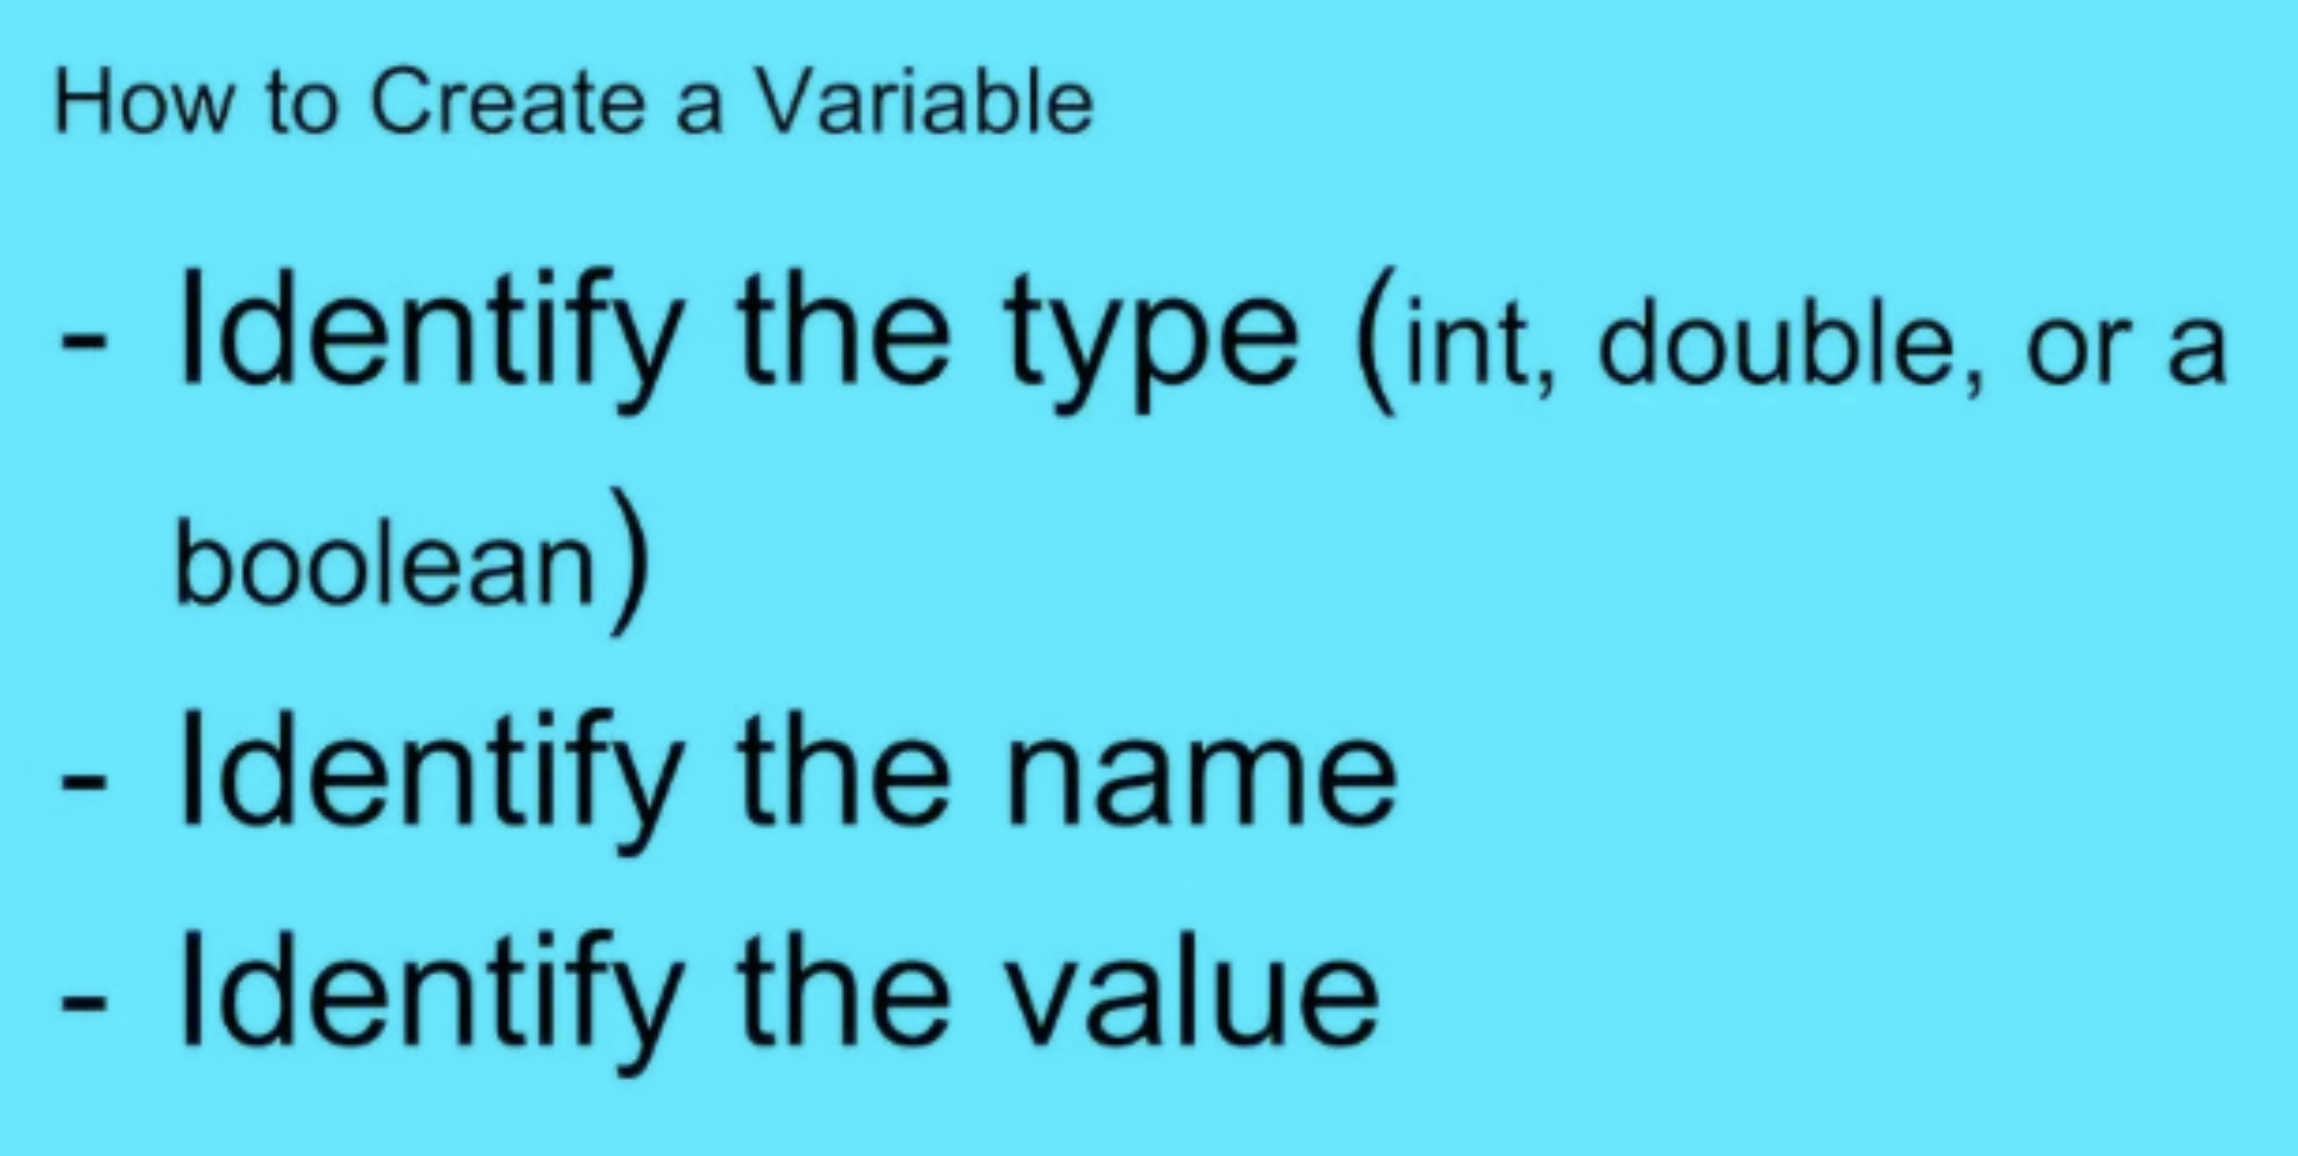 How to Create a Variable
- Identify the type (int, double, or a
boolean)
- Identify the name
- Identify the value